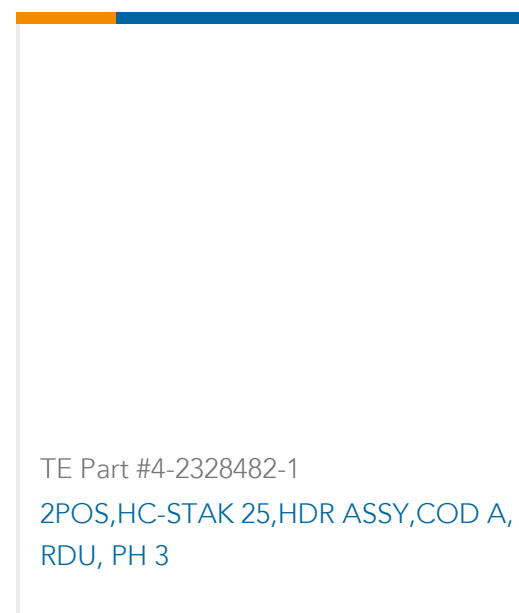 TE Part #4-2328482-1
2POS,HC-STAK 25,HDR ASSY,COD A,
RDU, PH 3